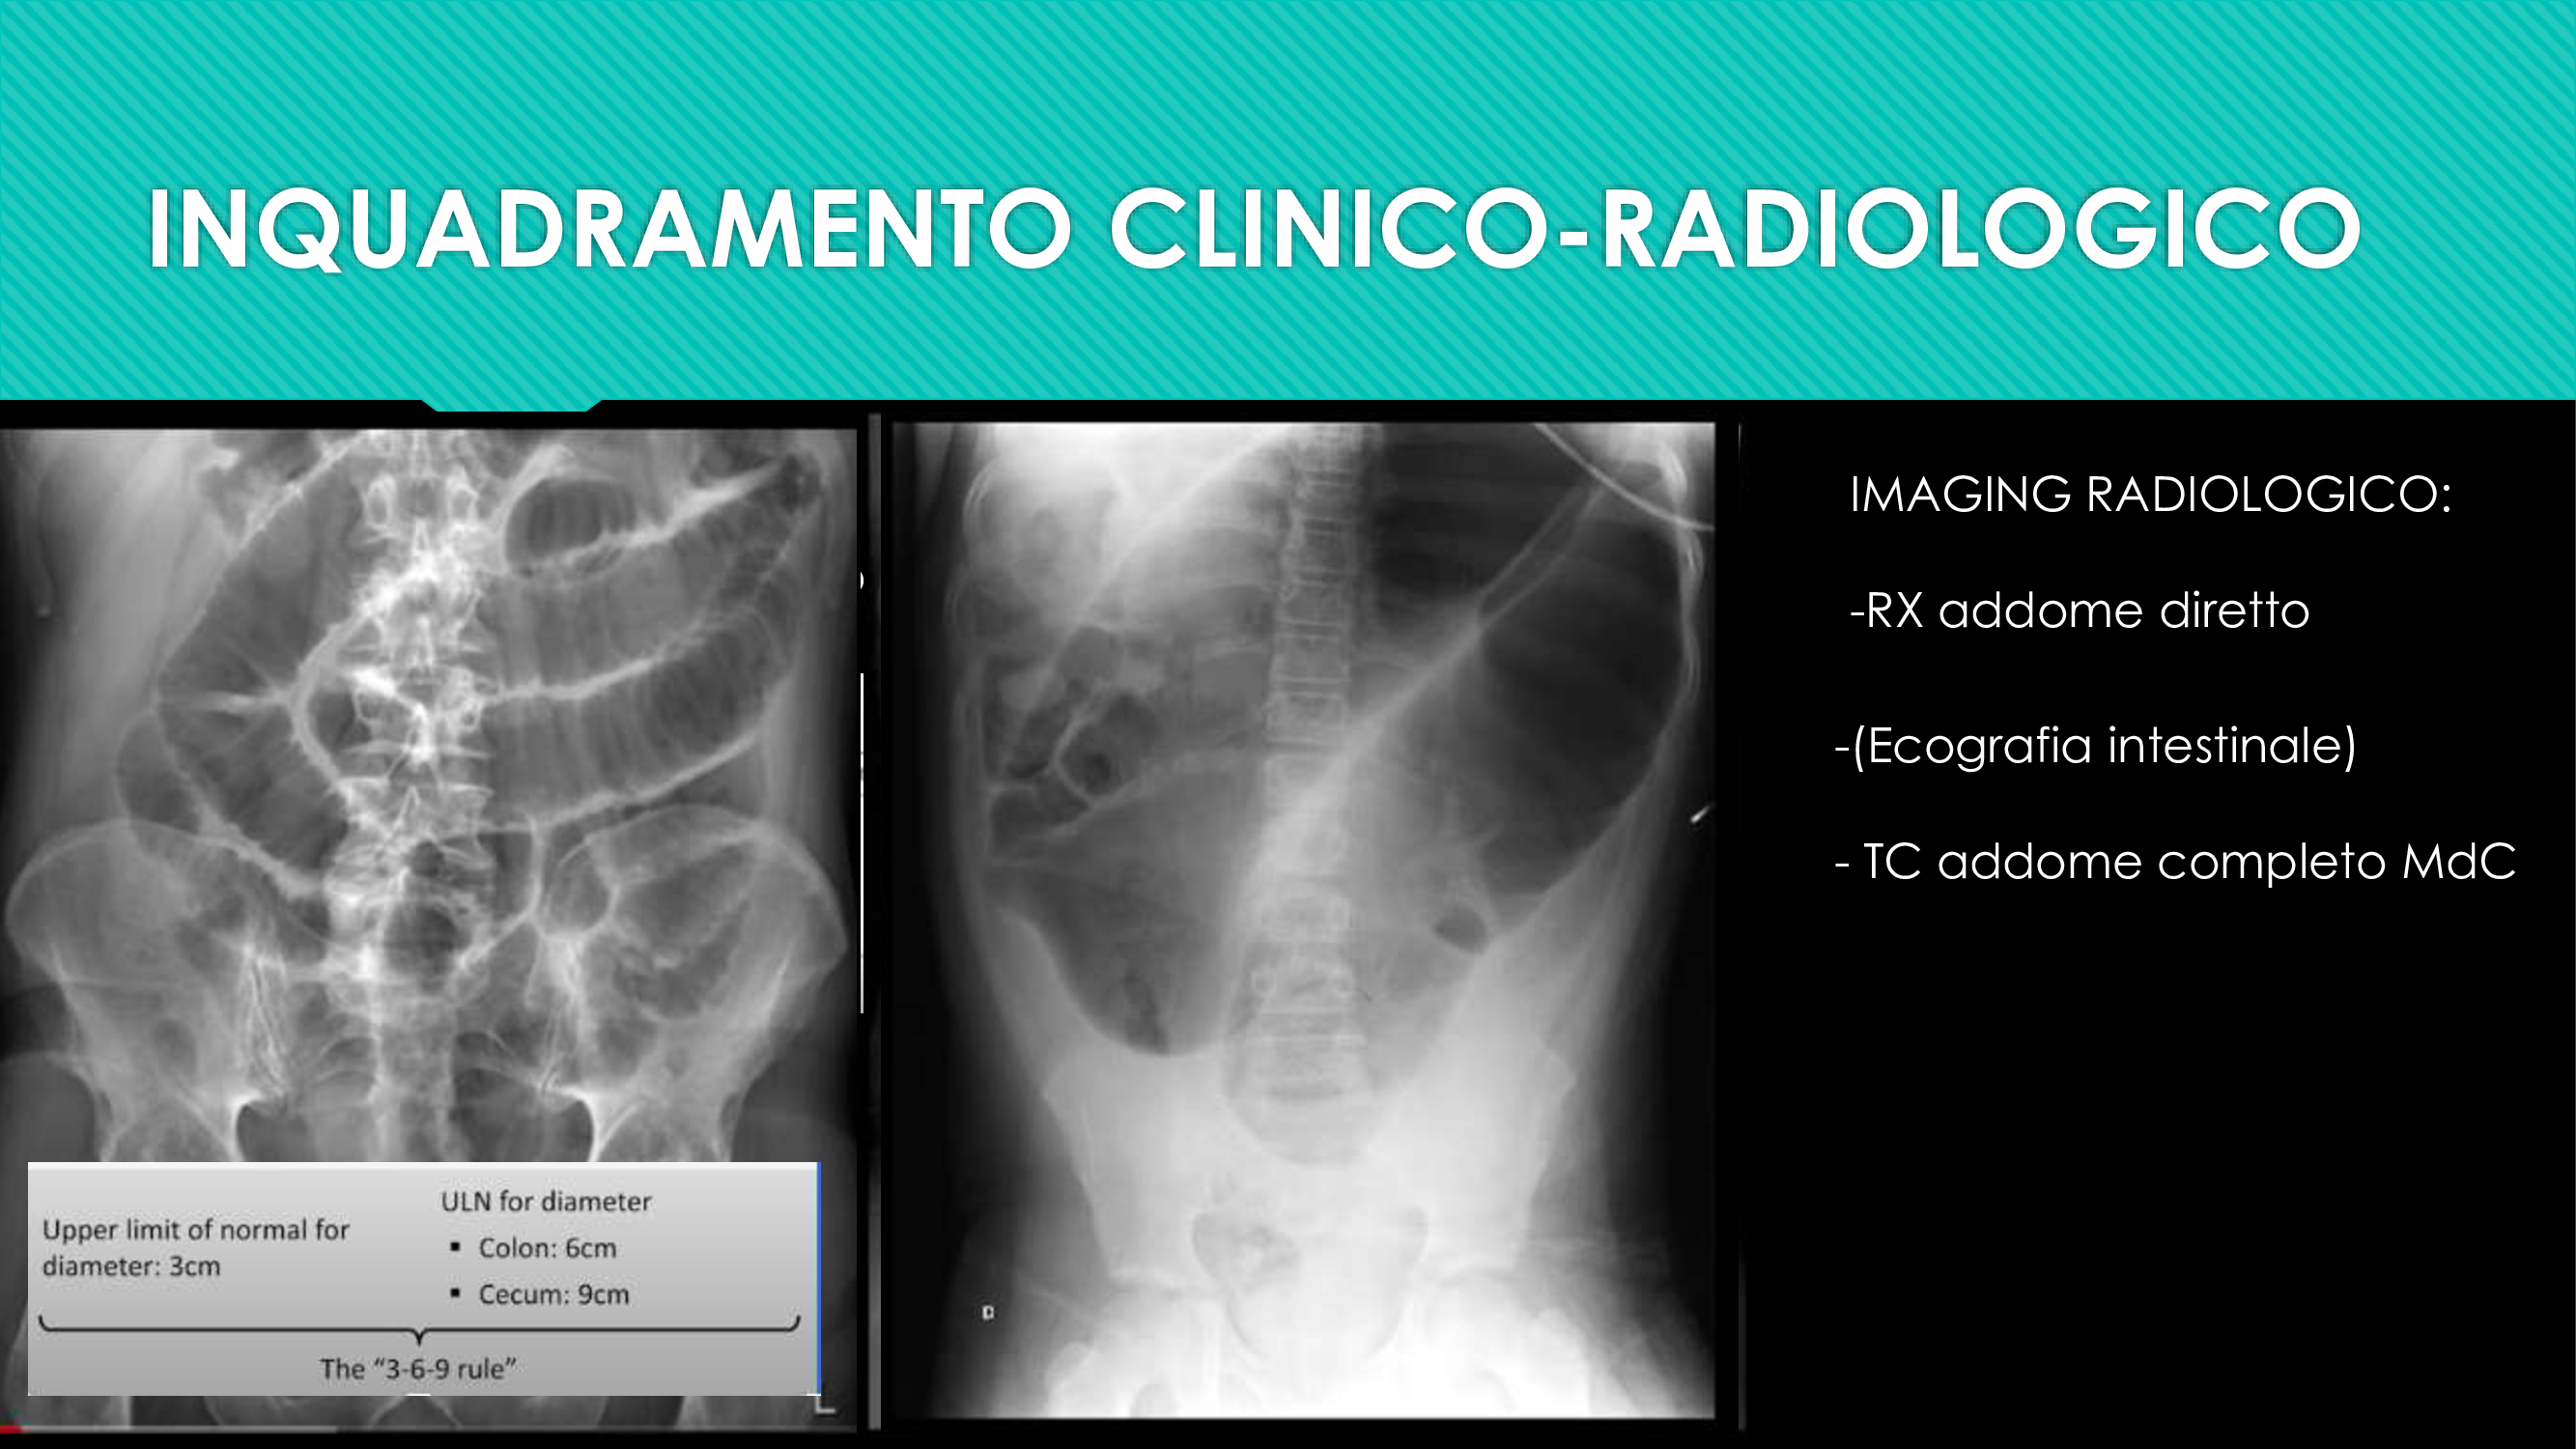 INQUADRAMENTO CLINICO-RADIOLOGICO
IMAGING RADIOLOGICO:
-RX addome diretto
-(Ecografia intestinale)
- TC addome completo MdC
Upper limit of normal for
diameter: 3cm
ULN for diameter
▪ Colon: 6cm
▪ Cecum: 9cm
The “3-6-9 rule”
L
D